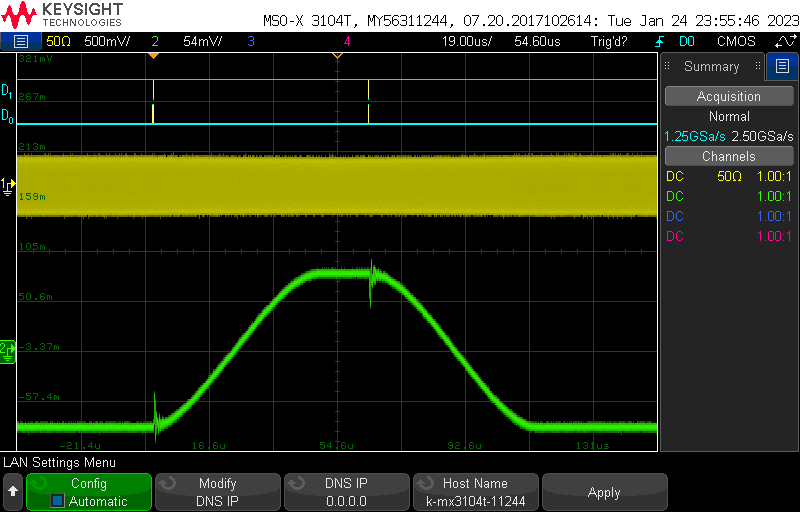 KEYSIGHT
TECHNOLOGIES
MSO-X 3104T, MY56311244, 07.20.2017102614: Tue Jan 24 23:55:46 2023
50Ω 500mV/ 2 54mV/ 3 4 19.00us/ 54.60us Trig'd? D0 CMOS
321mV
D1
267m
D0
213m
1
159m
105m
50.6m
2
-3.37m
-57.4m
-21.4u 16.6u 54.6u 92.6u 131us
Summary
Acquisition
Normal
1.25GSa/s 2.50GSa/s
Channels
DC 50Ω 1.00:1
DC 1.00:1
DC 1.00:1
DC 1.00:1
LAN Settings Menu
Config
Automatic
Modify
DNS IP
DNS IP
0.0.0.0
Host Name
k-mx3104t-11244
Apply